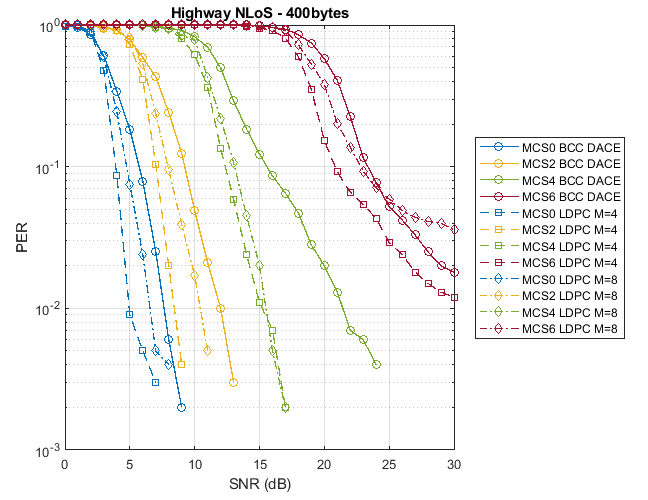 Highway NLoS - 400bytes
PER
10^0
10^-1
10^-2
10^-3
0 5 10 15 20 25 30
SNR (dB)
MCS0 BCC DACE
MCS2 BCC DACE
MCS4 BCC DACE
MCS6 BCC DACE
MCS0 LDPC M=4
MCS2 LDPC M=4
MCS4 LDPC M=4
MCS6 LDPC M=4
MCS0 LDPC M=8
MCS2 LDPC M=8
MCS4 LDPC M=8
MCS6 LDPC M=8